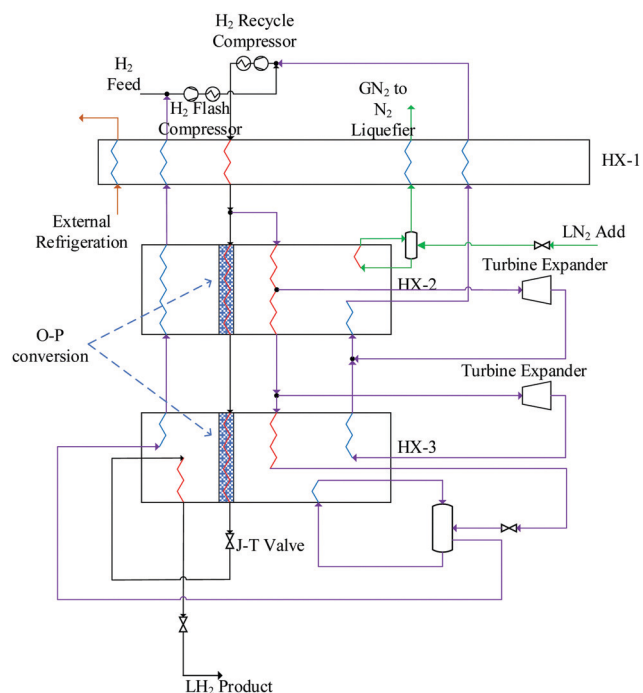 H2 Recycle
Compressor
H2
Feed
H2 Flash
Compressor
GN2 to
N2
Liquefier
HX-1
External
Refrigeration
LN2 Add
Turbine Expander
HX-2
O-P
conversion
Turbine Expander
HX-3
J-T Valve
LH2 Product